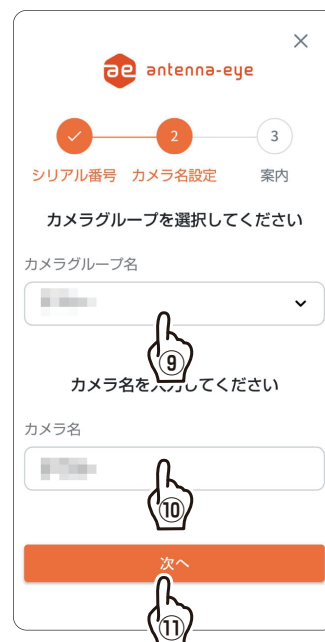 ae antenna-eye
2
3
シリアル番号 カメラ名設定 案内
カメラグループを選択してください
カメラグループ名
⑨
カメラ名を入力してください
カメラ名
⑩
次へ
⑪